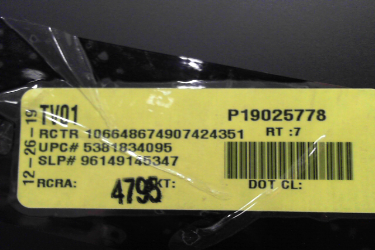 12-26-19
TV01 P19025778
RCTR 106648674907424351 RT :7
UPC# 5381834095
SLP# 96149145347
RCRA: 4795 KT: DOT CL: